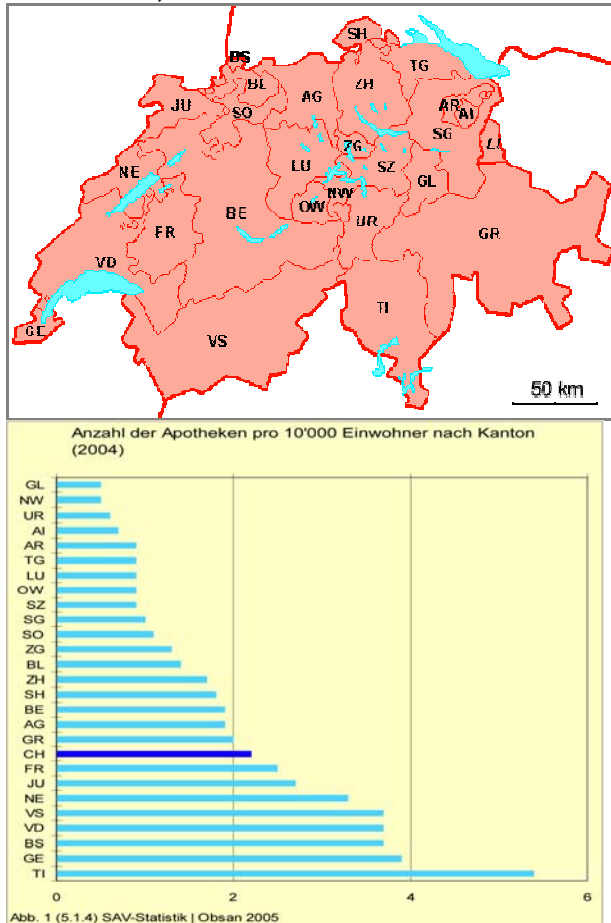 SH
BS
TG
BL
ZH
JU
AG
AR
SO
AI
SG
ZG
LI
NE
LU
SZ
GL
NW
OW
BE
FR
UR
GR
VD
TI
GE
VS
50 km
Anzahl der Apotheken pro 10'000 Einwohner nach Kanton
(2004)
GL
NW
UR
AI
AR
TG
LU
OW
SZ
SG
SO
ZG
BL
ZH
SH
BE
AG
GR
CH
FR
JU
NE
VS
VD
BS
GE
TI
0 2 4 6
Abb. 1 (5.1.4) SAV-Statistik | Obsan 2005